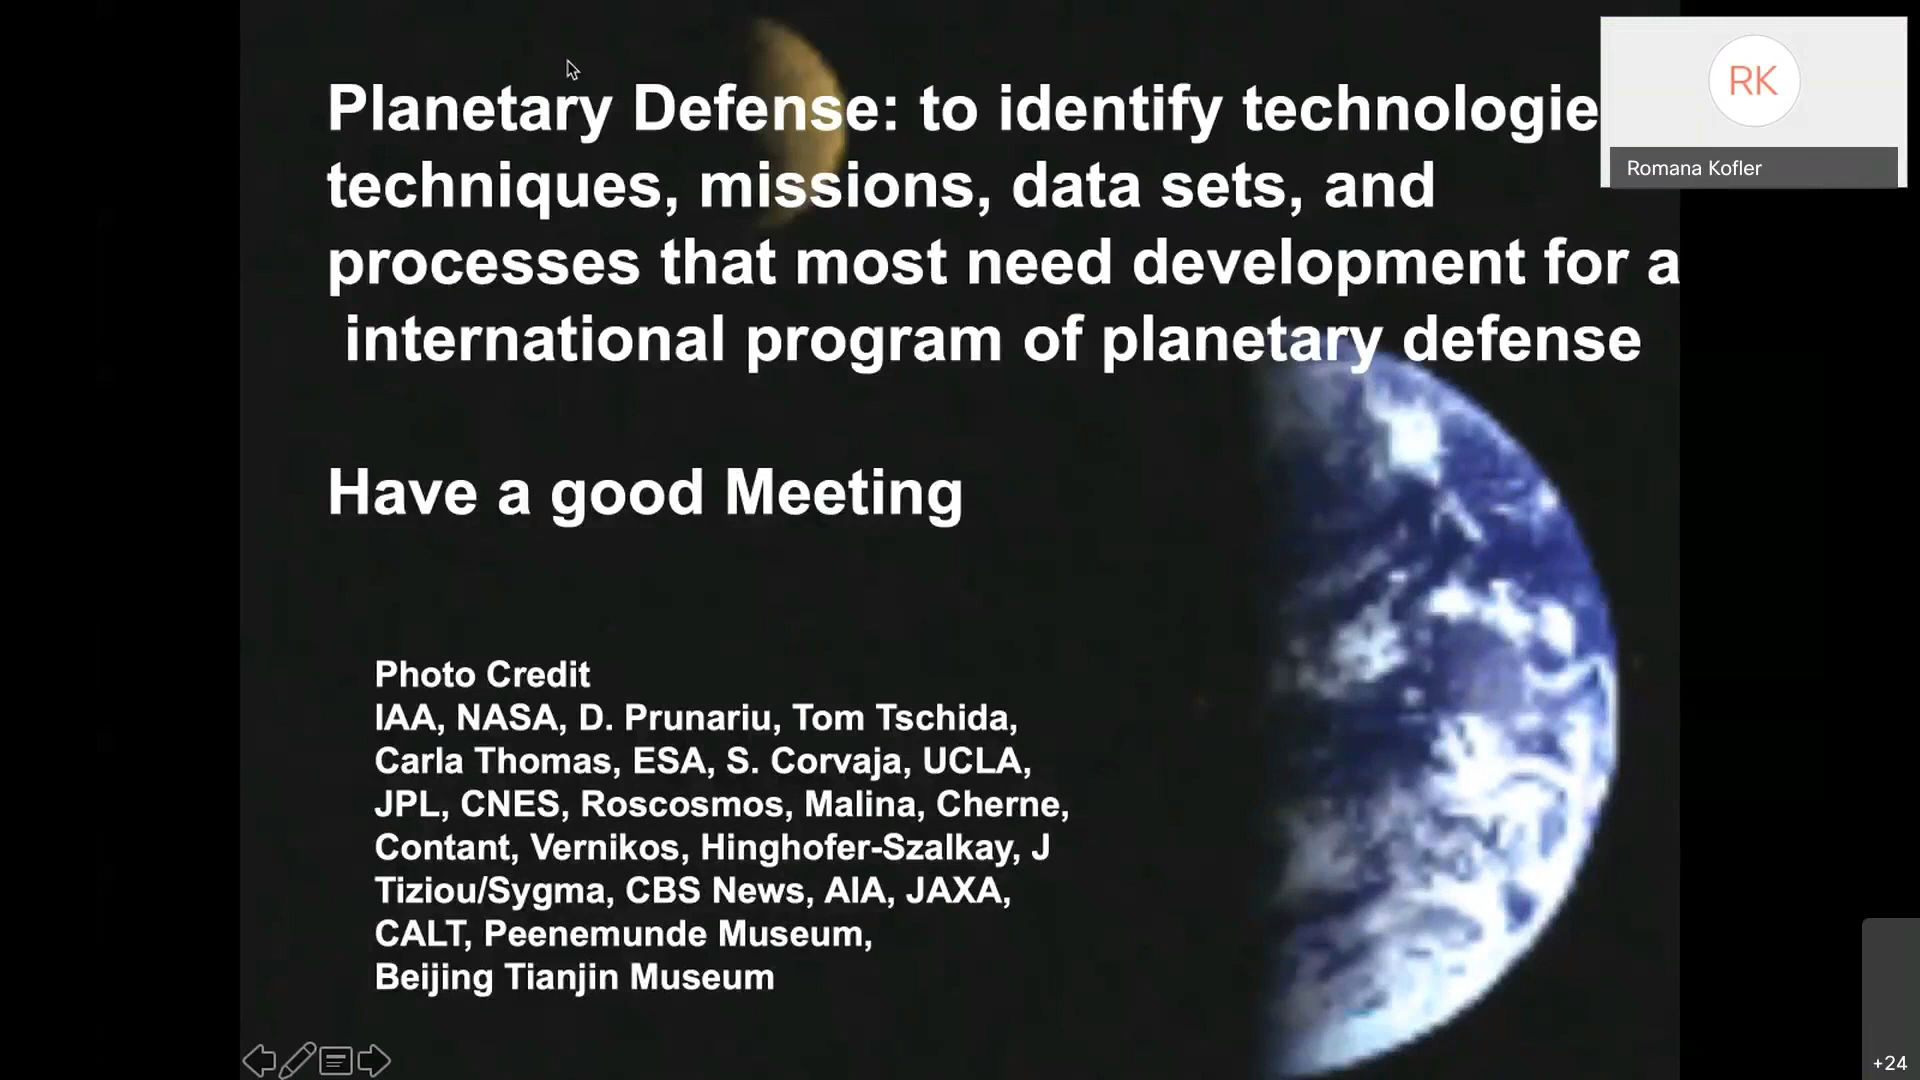 Planetary Defense: to identify technologie
techniques, missions, data sets, and
processes that most need development for a
international program of planetary defense
Have a good Meeting
Photo Credit
IAA, NASA, D. Prunariu, Tom Tschida,
Carla Thomas, ESA, S. Corvaja, UCLA,
JPL, CNES, Roscosmos, Malina, Cherne,
Contant, Vernikos, Hinghofer-Szalkay, J
Tiziou/Sygma, CBS News, AIA, JAXA,
CALT, Peenemunde Museum,
Beijing Tianjin Museum
RK
Romana Kofler
+24